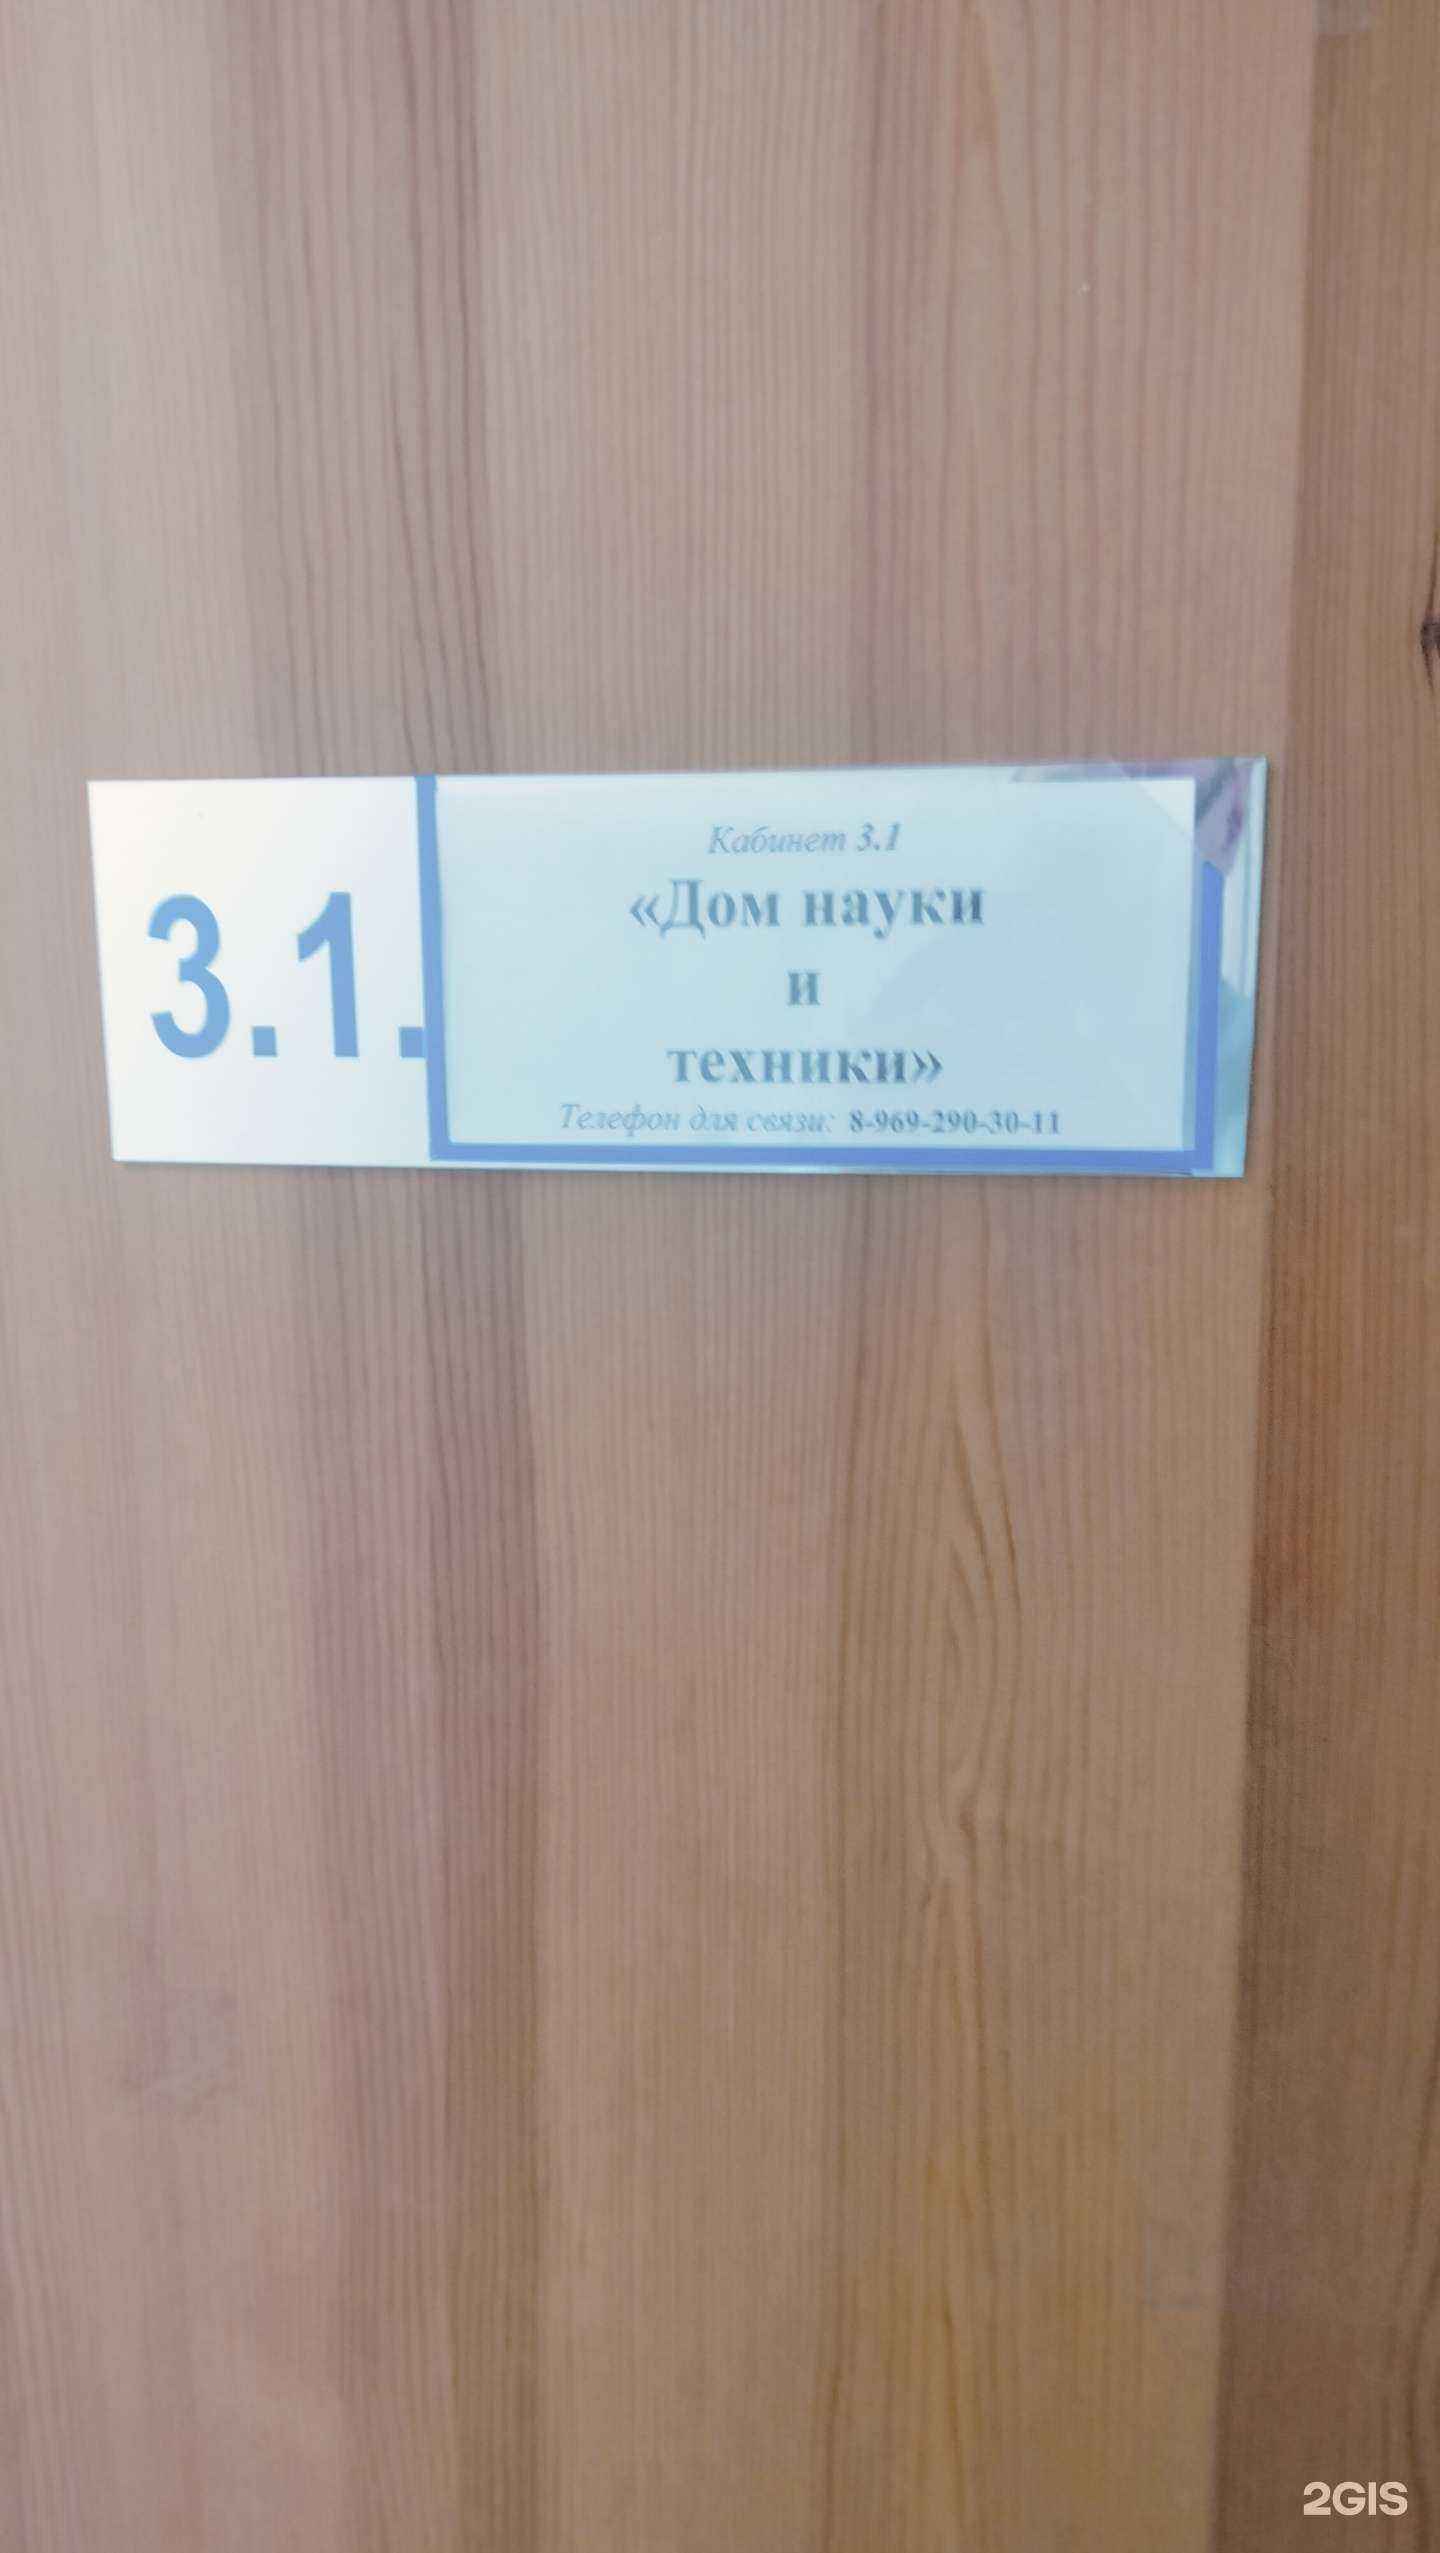 3.1.
Кабинет 3.1
«Дом науки
и
техники»
Телефон для связи: 8-969-290-30-11
2GIS